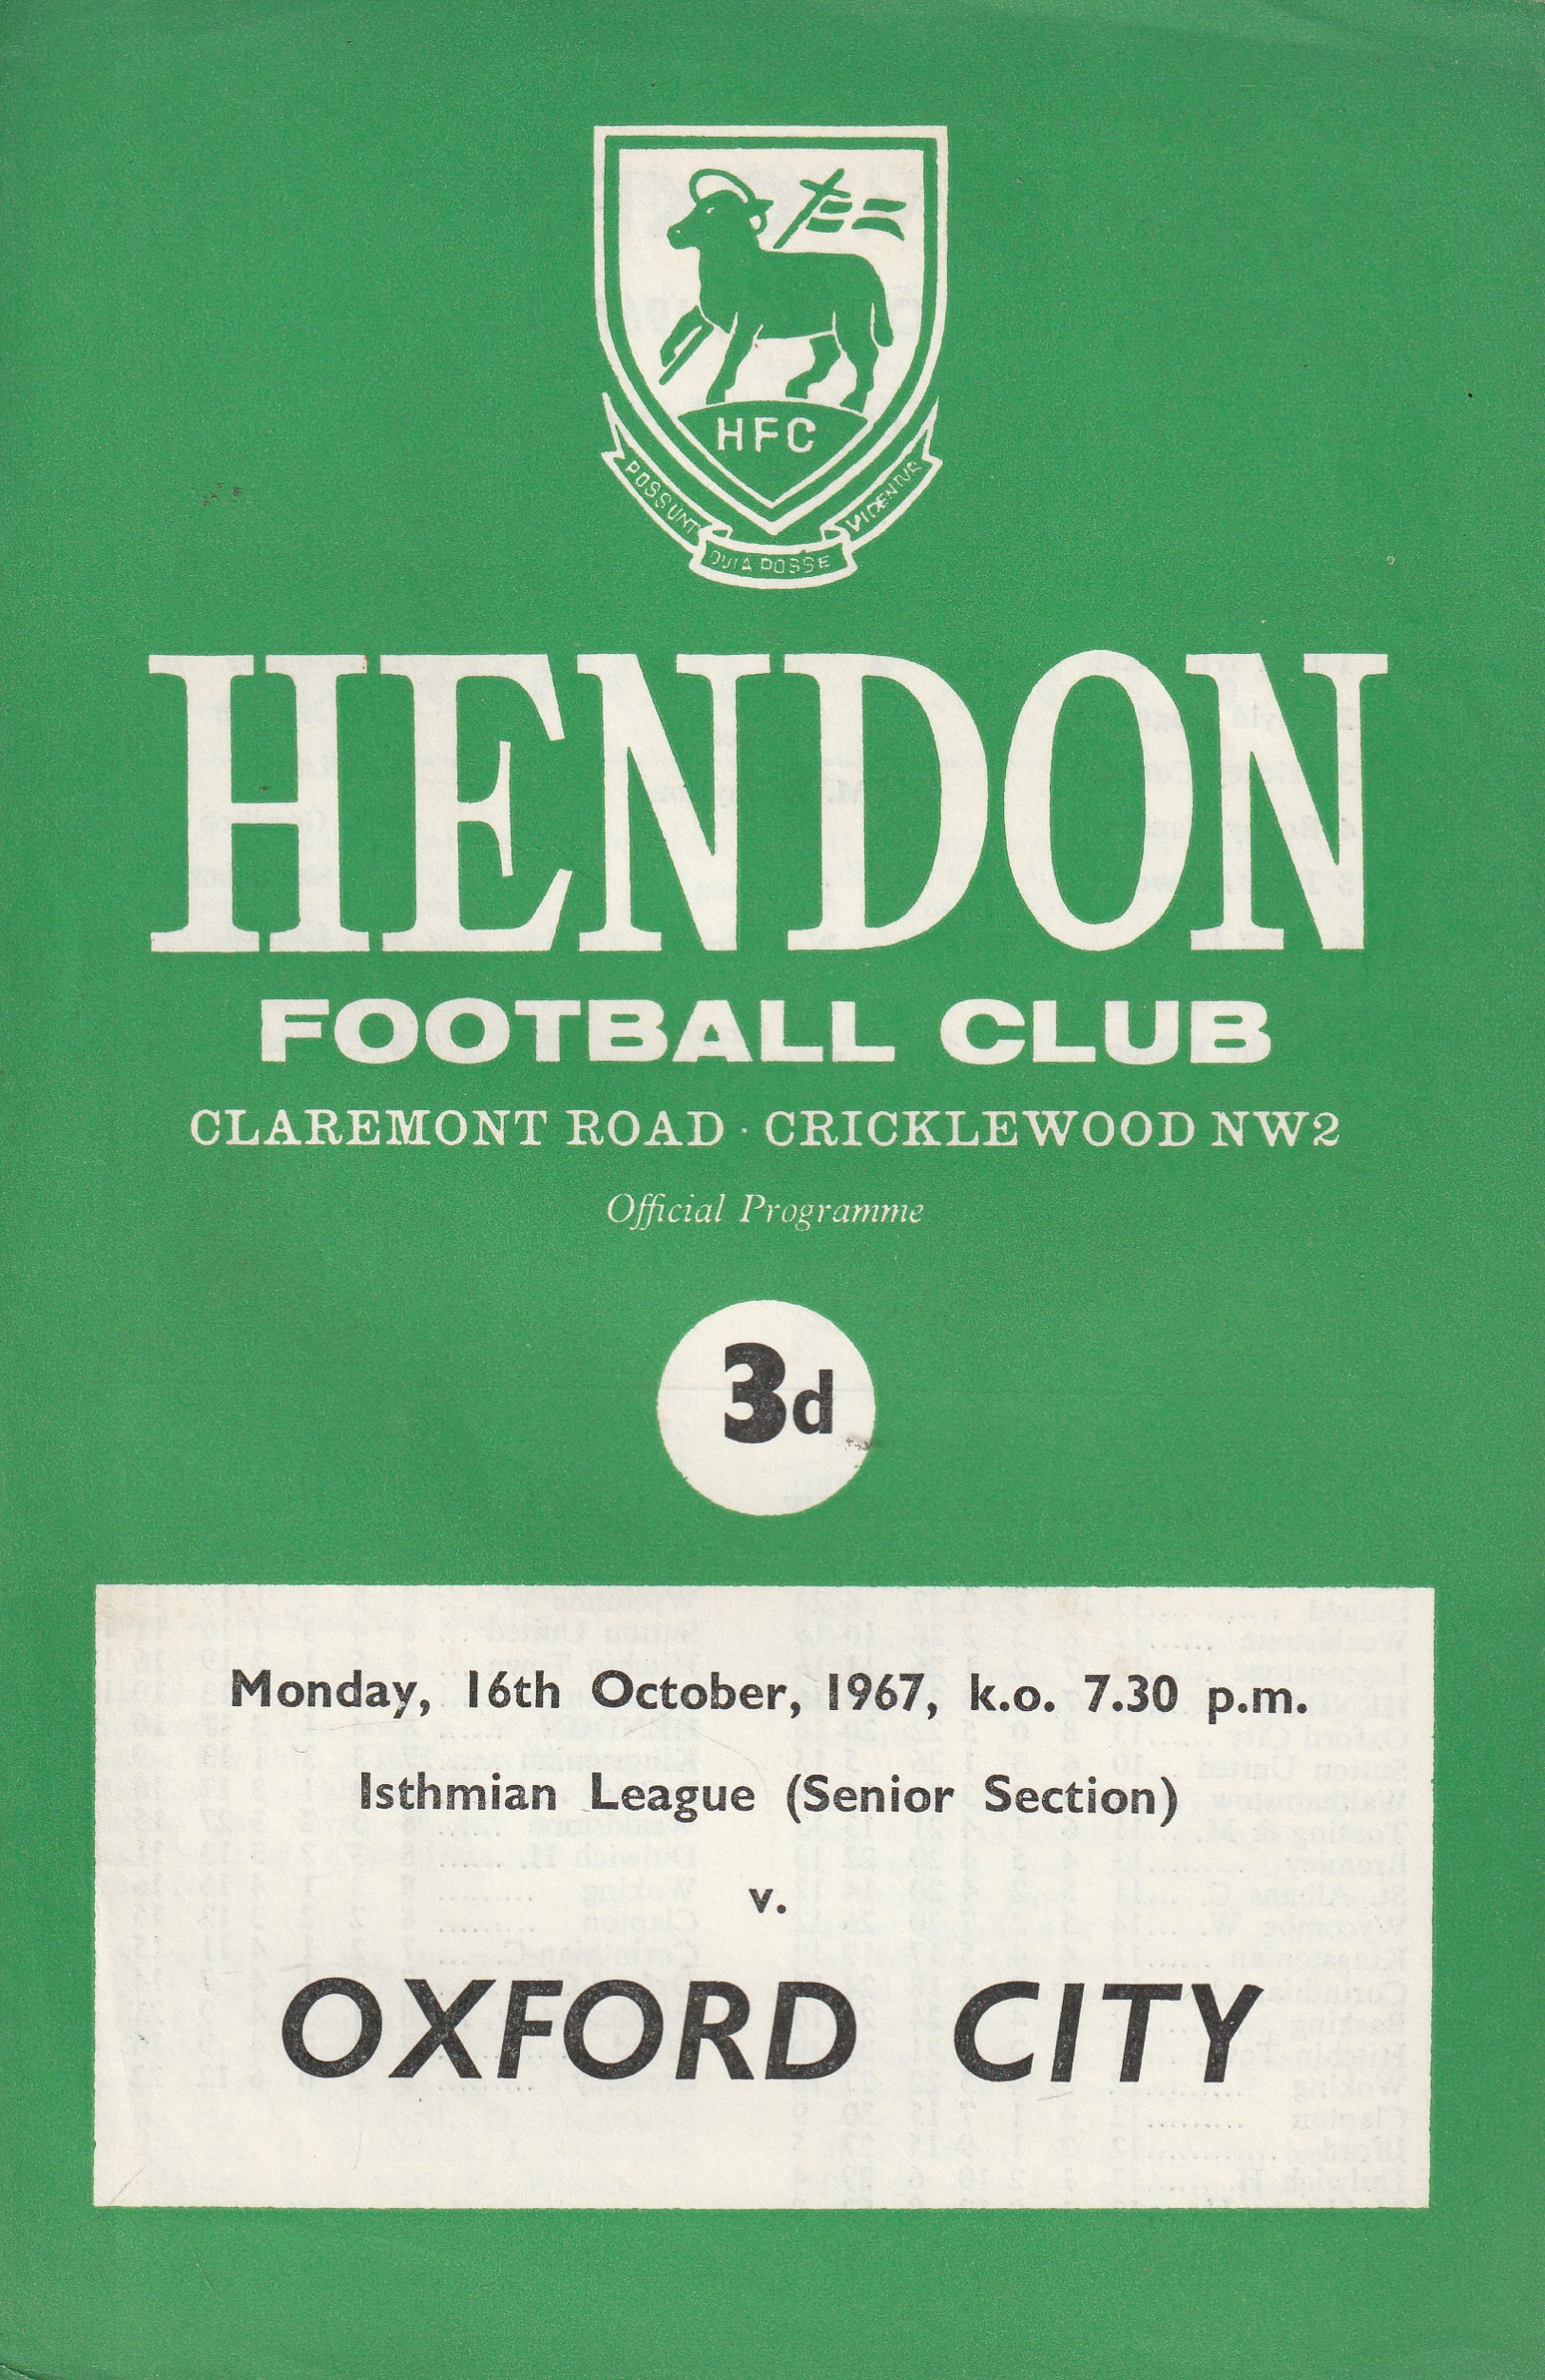 HFC
POSSUNT
QUIA POSSE
VIDENTUR
HENDON
FOOTBALL CLUB
CLAREMONT ROAD · CRICKLEWOOD NW2
Official Programme
3d
Monday, 16th October, 1967, k.o. 7.30 p.m.
Isthmian League (Senior Section)
v.
OXFORD CITY